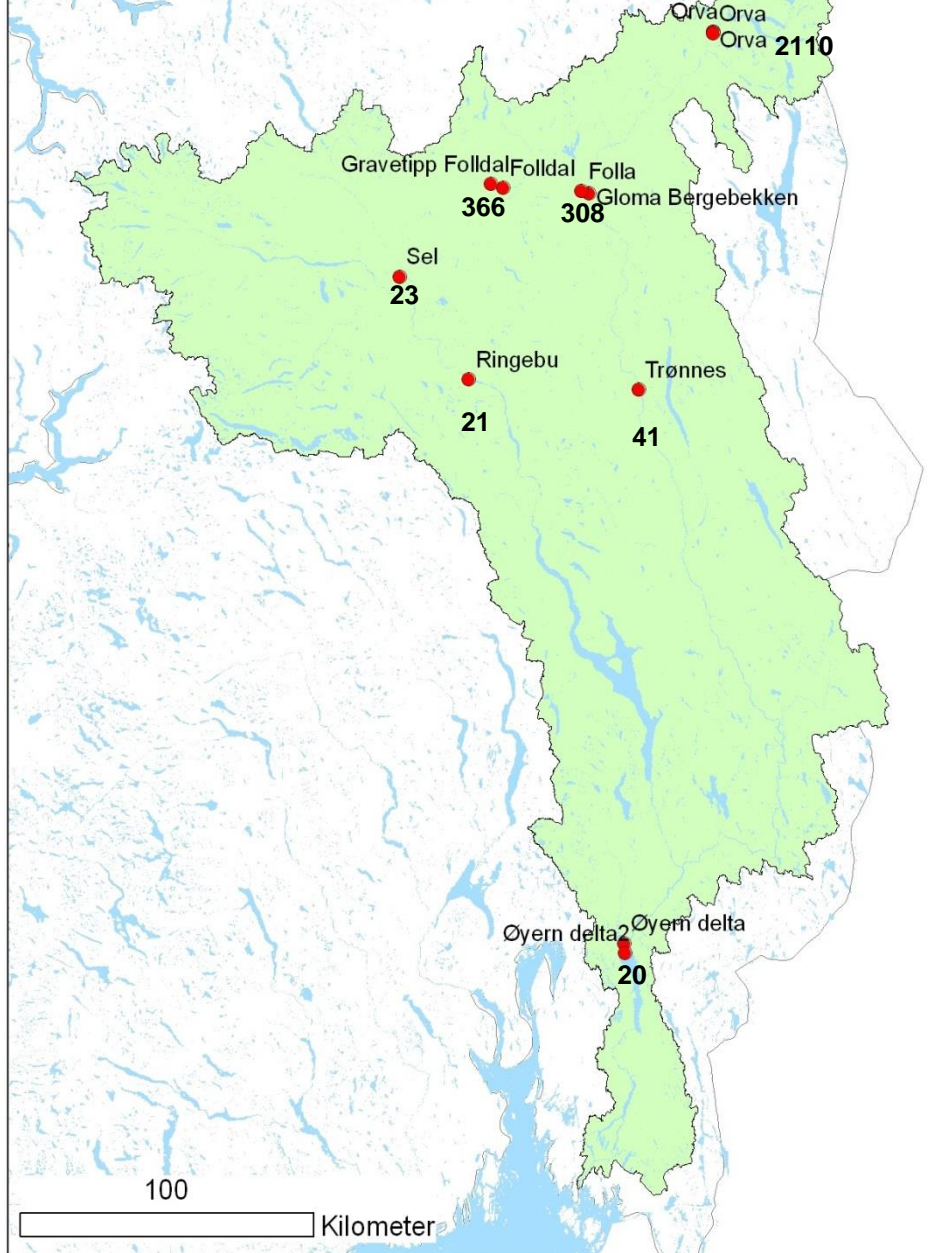 Orva Orva
Orva 2110
Gravetipp Folldal Folldal Folla
366 308 Gloma Bergebekken
Sel
23
Ringebu
Trønnes
21
41
Øyern delta2 Øyern delta
20
100
Kilometer